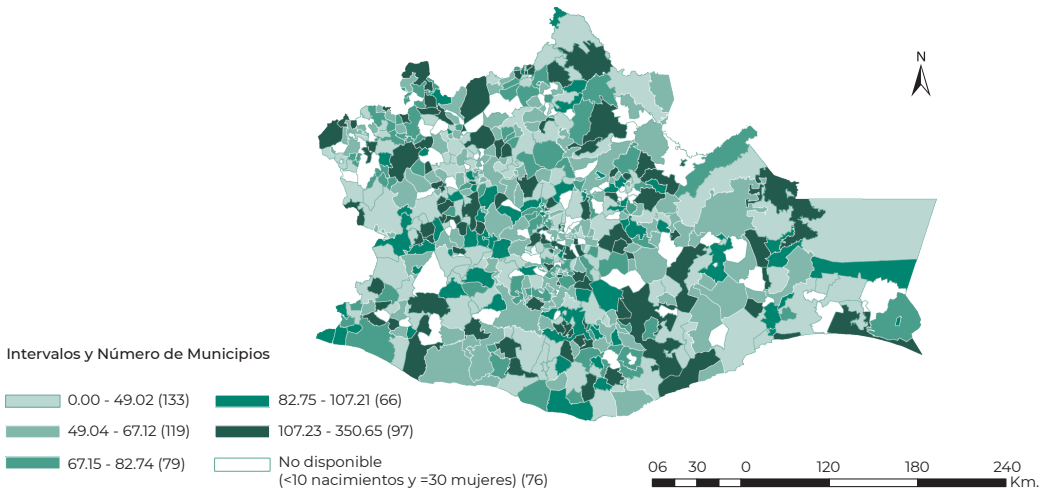 N
Intervalos y Número de Municipios
0.00 - 49.02 (133)
82.75 - 107.21 (66)
49.04 - 67.12 (119)
107.23 - 350.65 (97)
67.15 - 82.74 (79)
No disponible
(<10 nacimientos y =30 mujeres) (76)
06 30 0 120 180 240
Km.